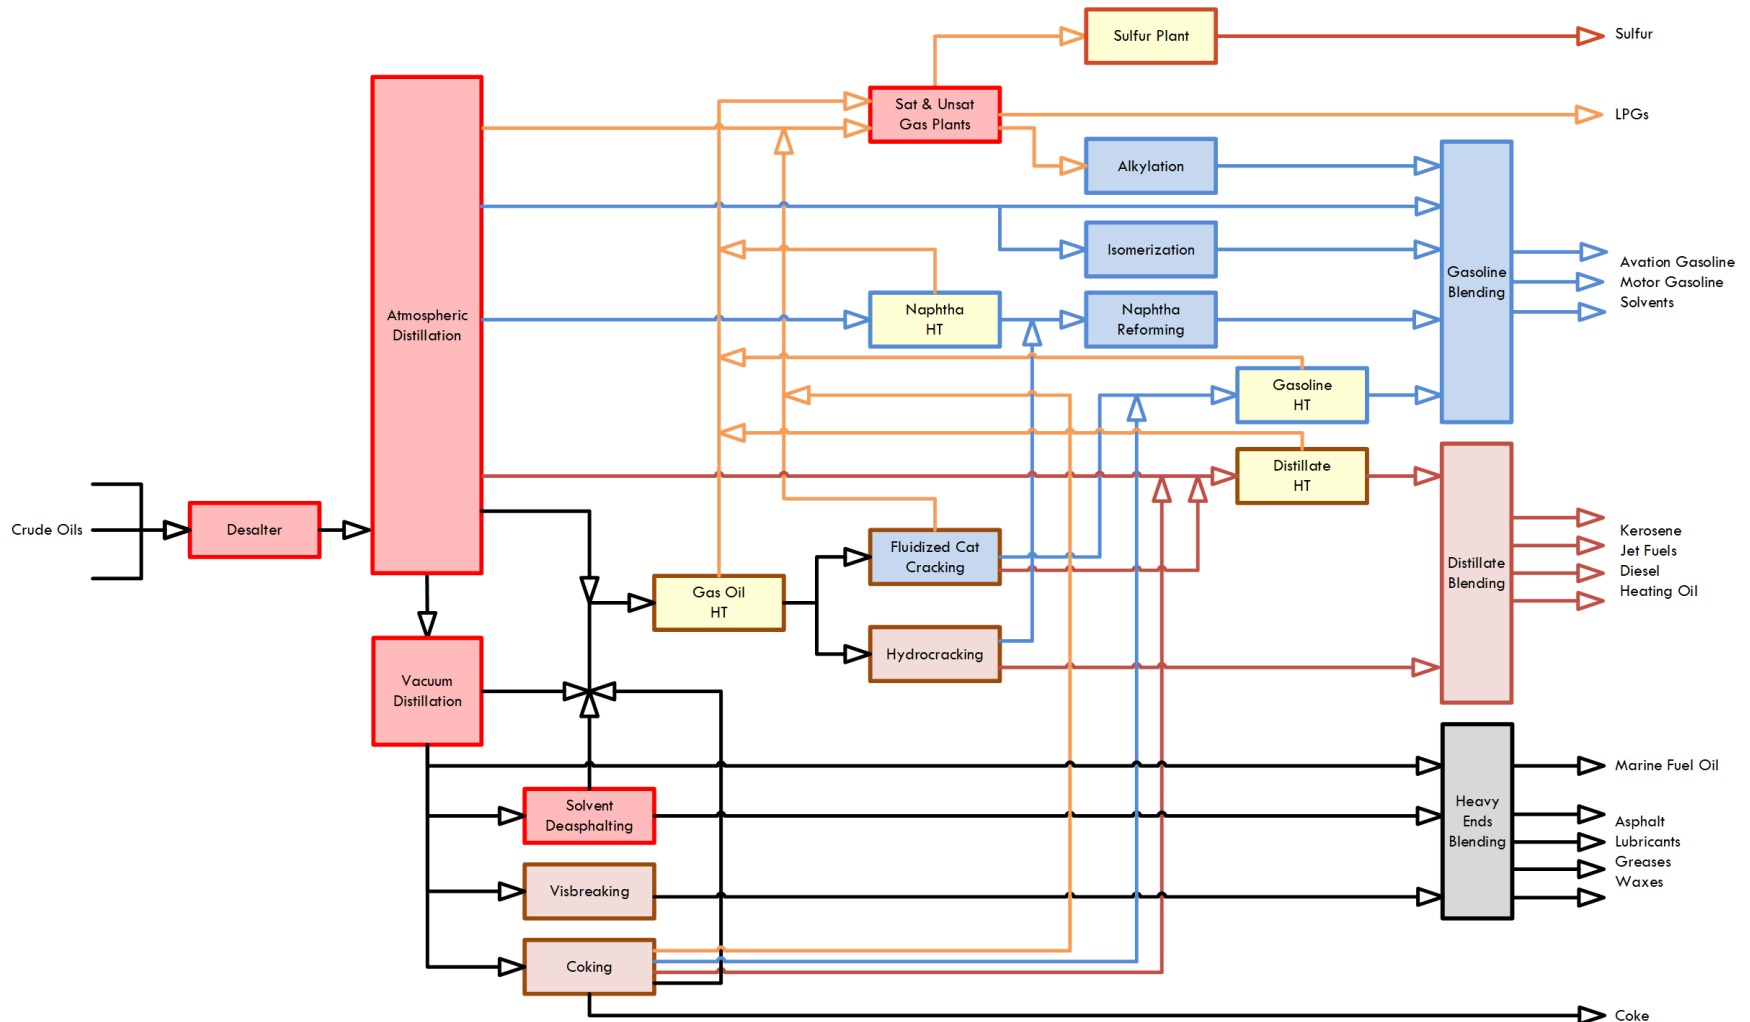 Sulfur Plant
Sulfur
Sat & Unsat
Gas Plants
LPGs
Alkylation
Isomerization
Gasoline
Blending
Avation Gasoline
Motor Gasoline
Solvents
Atmospheric
Distillation
Naphtha
HT
Naphtha
Reforming
Gasoline
HT
Distillate
HT
Crude Oils
Desalter
Fluidized Cat
Cracking
Gas Oil
HT
Hydrocracking
Distillate
Blending
Kerosene
Jet Fuels
Diesel
Heating Oil
Vacuum
Distillation
Solvent
Deasphalting
Visbreaking
Coking
Heavy
Ends
Blending
Marine Fuel Oil
Asphalt
Lubricants
Greases
Waxes
Coke